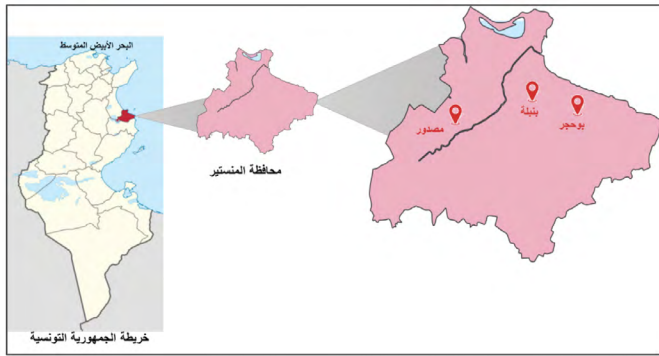 البحر الأبيض المتوسط
بنبلة
بوحجر
مصدور
محافظة المنستير
خريطة الجمهورية التونسية